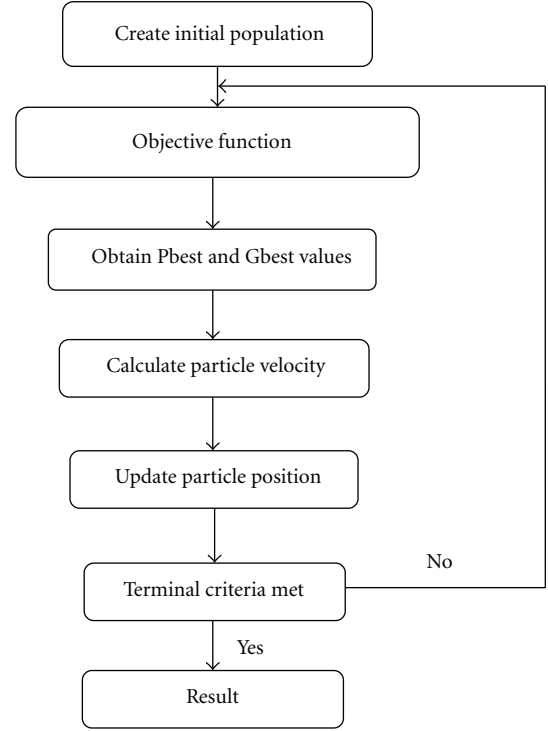 Create initial population
Objective function
Obtain Pbest and Gbest values
Calculate particle velocity
Update particle position
No
Terminal criteria met
Yes
Result